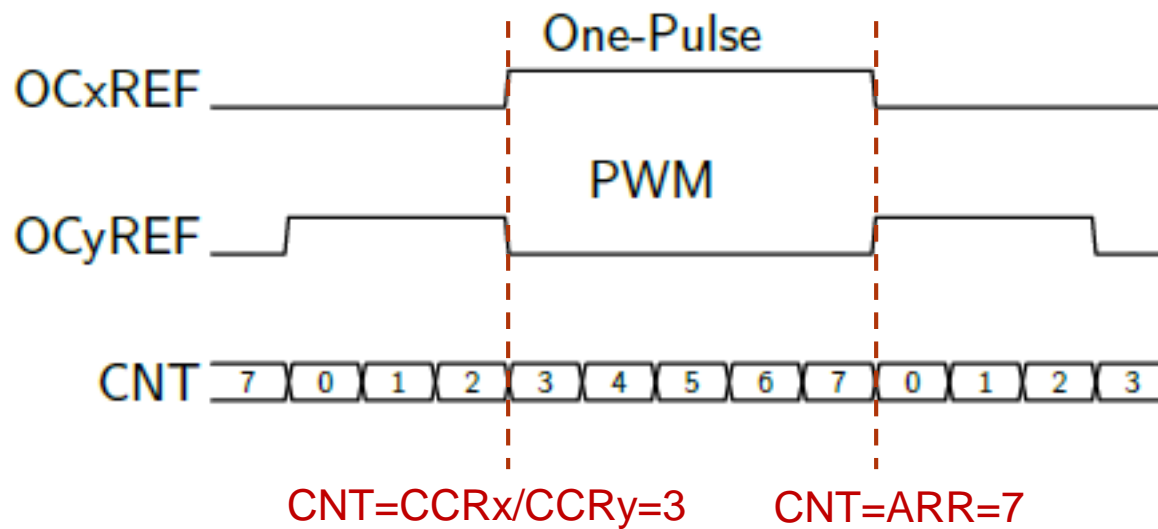 One-Pulse
OCxREF
PWM
OCyREF
CNT 7 0 1 2 3 4 5 6 7 0 1 2 3
CNT=CCRx/CCRy=3 CNT=ARR=7